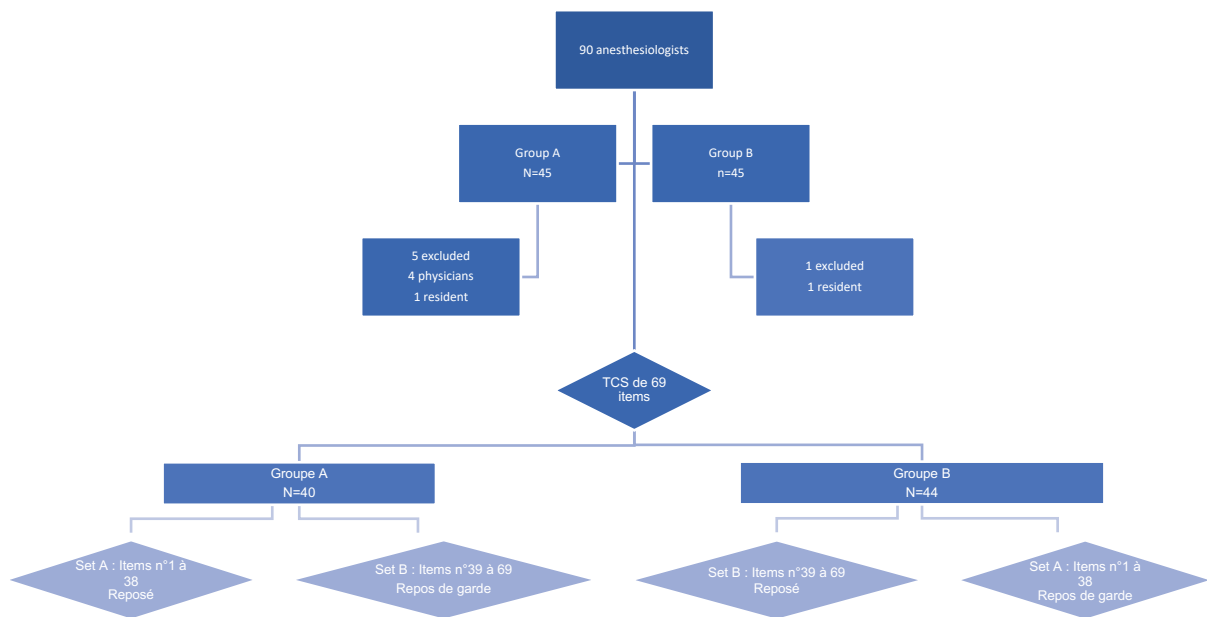 90 anesthesiologists
Group A
N=45
Group B
n=45
5 excluded
4 physicians
1 resident
1 excluded
1 resident
TCS de 69
items
Groupe A
N=40
Groupe B
N=44
Set A : Items n°1 à
38
Reposé
Set B : Items n°39 à 69
Repos de garde
Set B : Items n°39 à 69
Reposé
Set A : Items n°1 à
38
Repos de garde